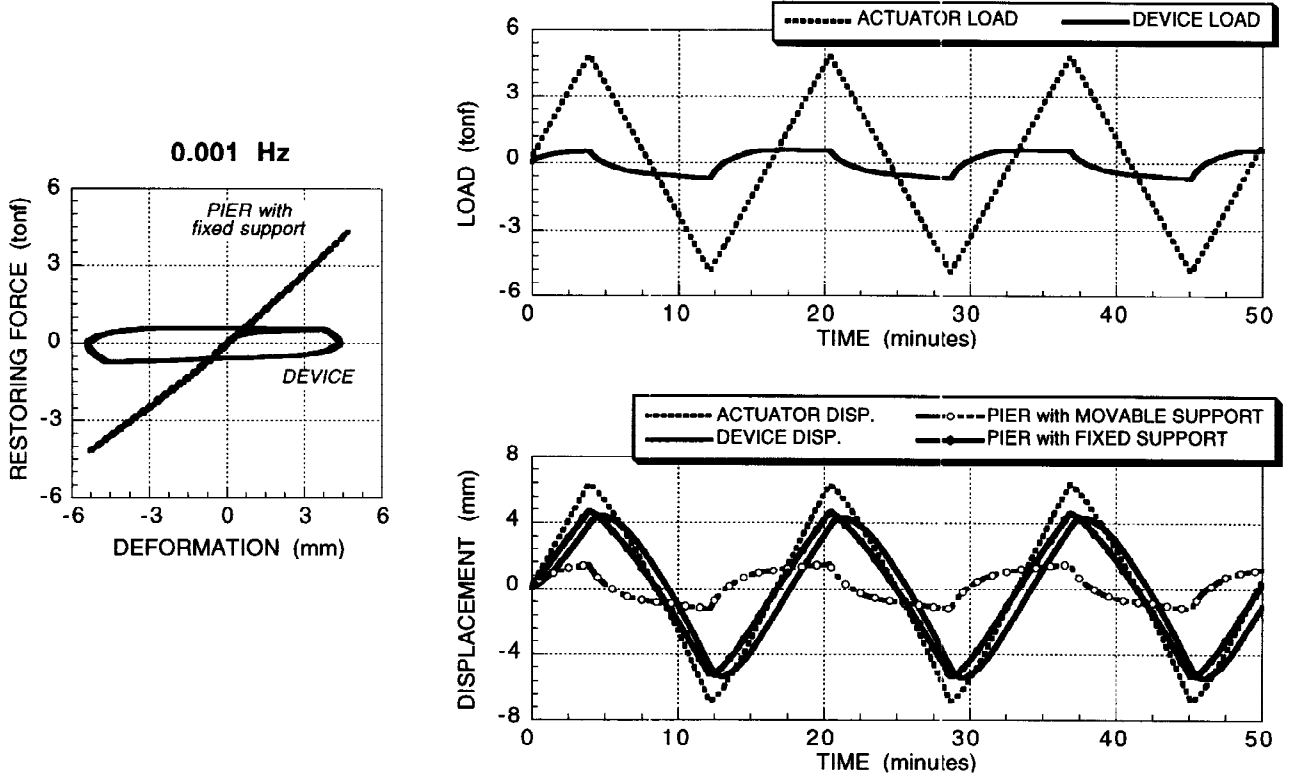 0.001 Hz
RESTORING FORCE (tonf)
6
3
0
-3
-6
PIER with
fixed support
DEVICE
-6 -3 0 3 6
DEFORMATION (mm)
ACTUATOR LOAD DEVICE LOAD
LOAD (tonf)
6
3
0
-3
-6
0 10 20 30 40 50
TIME (minutes)
ACTUATOR DISP. PIER with MOVABLE SUPPORT
DEVICE DISP. PIER with FIXED SUPPORT
DISPLACEMENT (mm)
8
4
0
-4
-8
0 10 20 30 40 50
TIME (minutes)